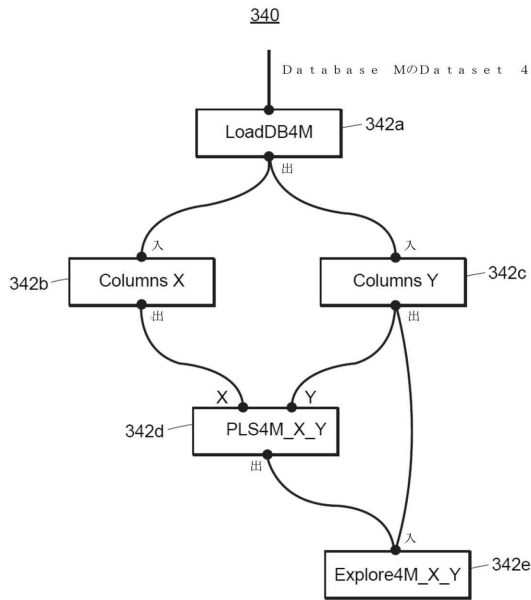 340
Database MのDataset 4
LoadDB4M
342a
出
入
入
342b
Columns X
Columns Y
342c
出
出
X
Y
342d
PLS4M_X_Y
出
入
Explore4M_X_Y
342e